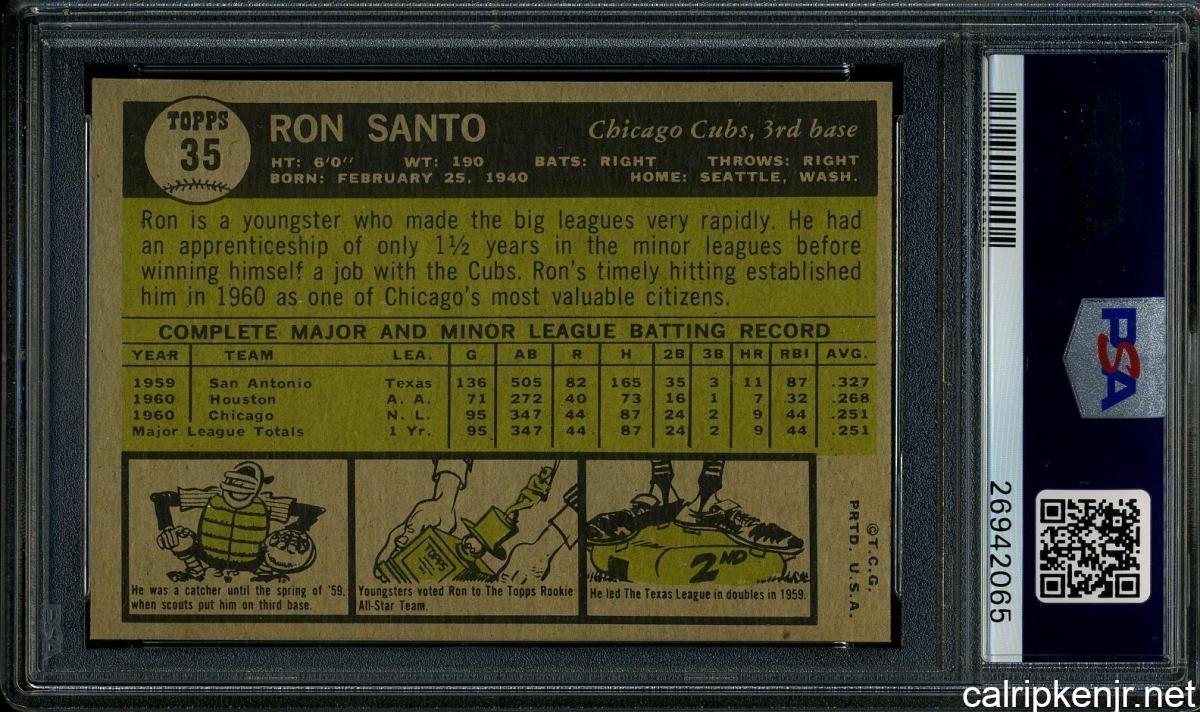 TOPPS
35
RON SANTO
Chicago Cubs, 3rd base
HT: 6'0" WT: 190 BATS: RIGHT THROWS: RIGHT
BORN: FEBRUARY 25, 1940 HOME: SEATTLE, WASH.
Ron is a youngster who made the big leagues very rapidly. He had
an apprenticeship of only 1½ years in the minor leagues before
winning himself a job with the Cubs. Ron's timely hitting established
him in 1960 as one of Chicago's most valuable citizens.
COMPLETE MAJOR AND MINOR LEAGUE BATTING RECORD
YEAR TEAM LEA. G AB R H 2B 3B HR RBI AVG.
1959 San Antonio Texas 136 505 82 165 35 3 11 87 .327
1960 Houston A. A. 71 272 40 73 16 1 7 32 .268
1960 Chicago N. L. 95 347 44 87 24 2 9 44 .251
Major League Totals 1 Yr. 95 347 44 87 24 2 9 44 .251
He was a catcher until the spring of '59,
when scouts put him on third base.
TOPPS
Youngsters voted Ron to The Topps Rookie
All-Star Team.
2ND
He led The Texas League in doubles in 1959.
©T.C.G.
PRTD. U.S.A.
PSA
26942065
calripkenjr.net